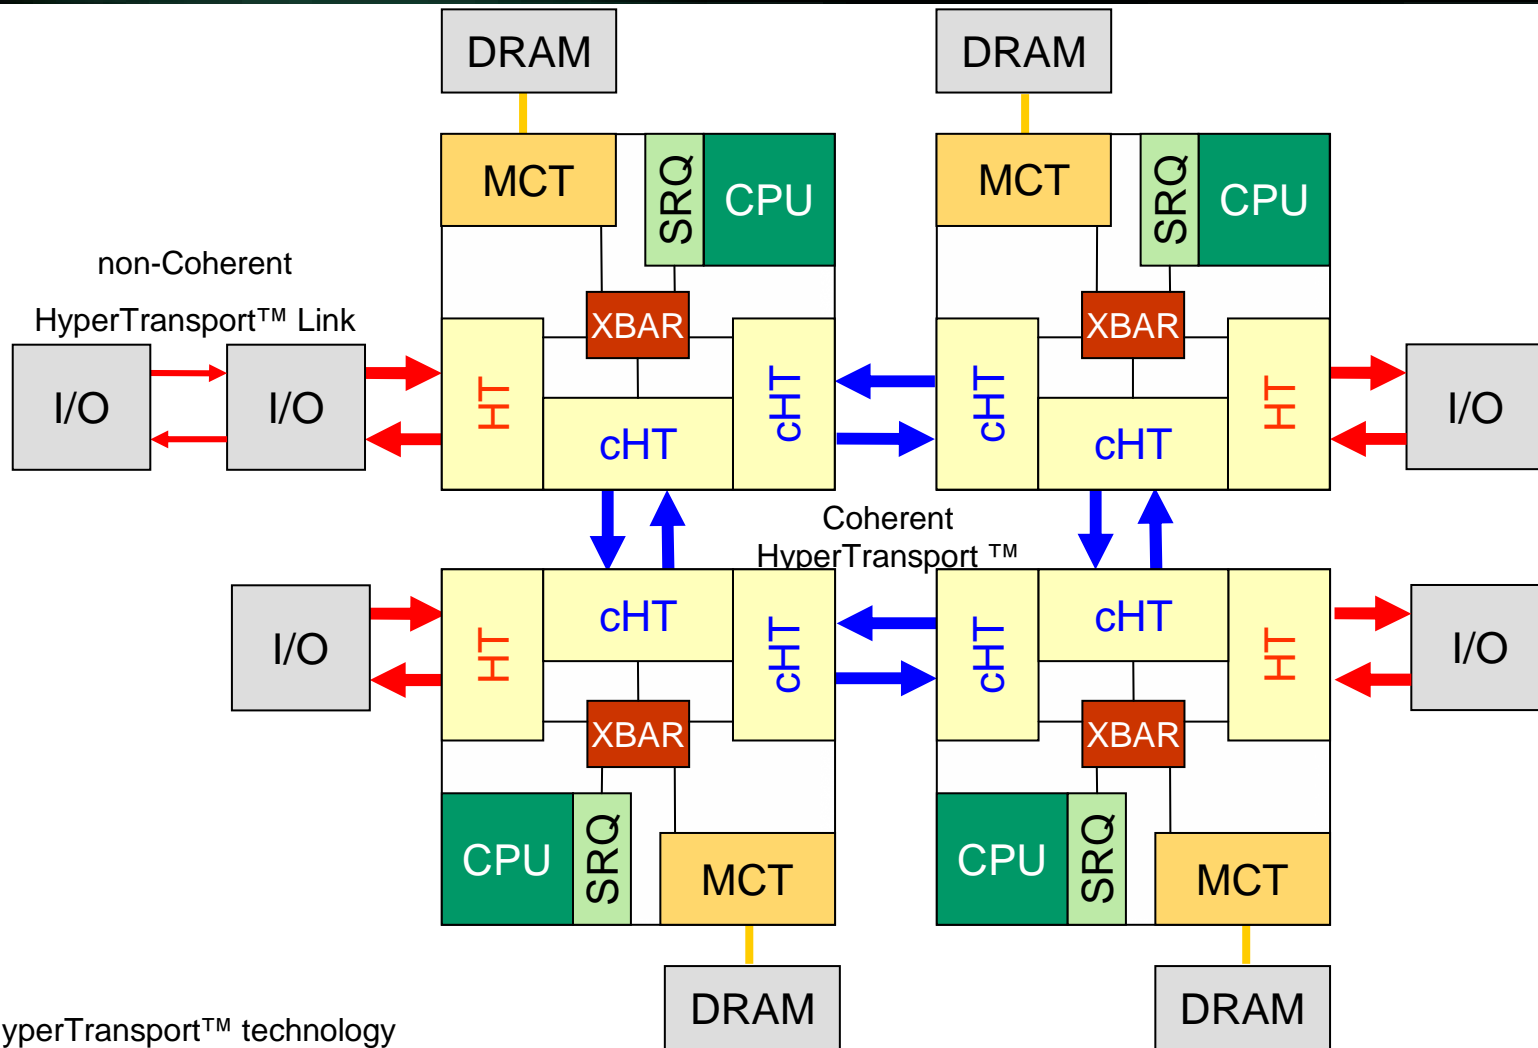 DRAM
DRAM
MCT
SRQ
CPU
MCT
SRQ
CPU
non-Coherent
HyperTransport™ Link
XBAR
XBAR
I/O
I/O
HT
cHT
cHT
cHT
cHT
HT
I/O
Coherent
HyperTransport ™
I/O
HT
cHT
cHT
cHT
cHT
HT
I/O
XBAR
XBAR
CPU
SRQ
MCT
CPU
SRQ
MCT
DRAM
DRAM
yperTransport™ technology